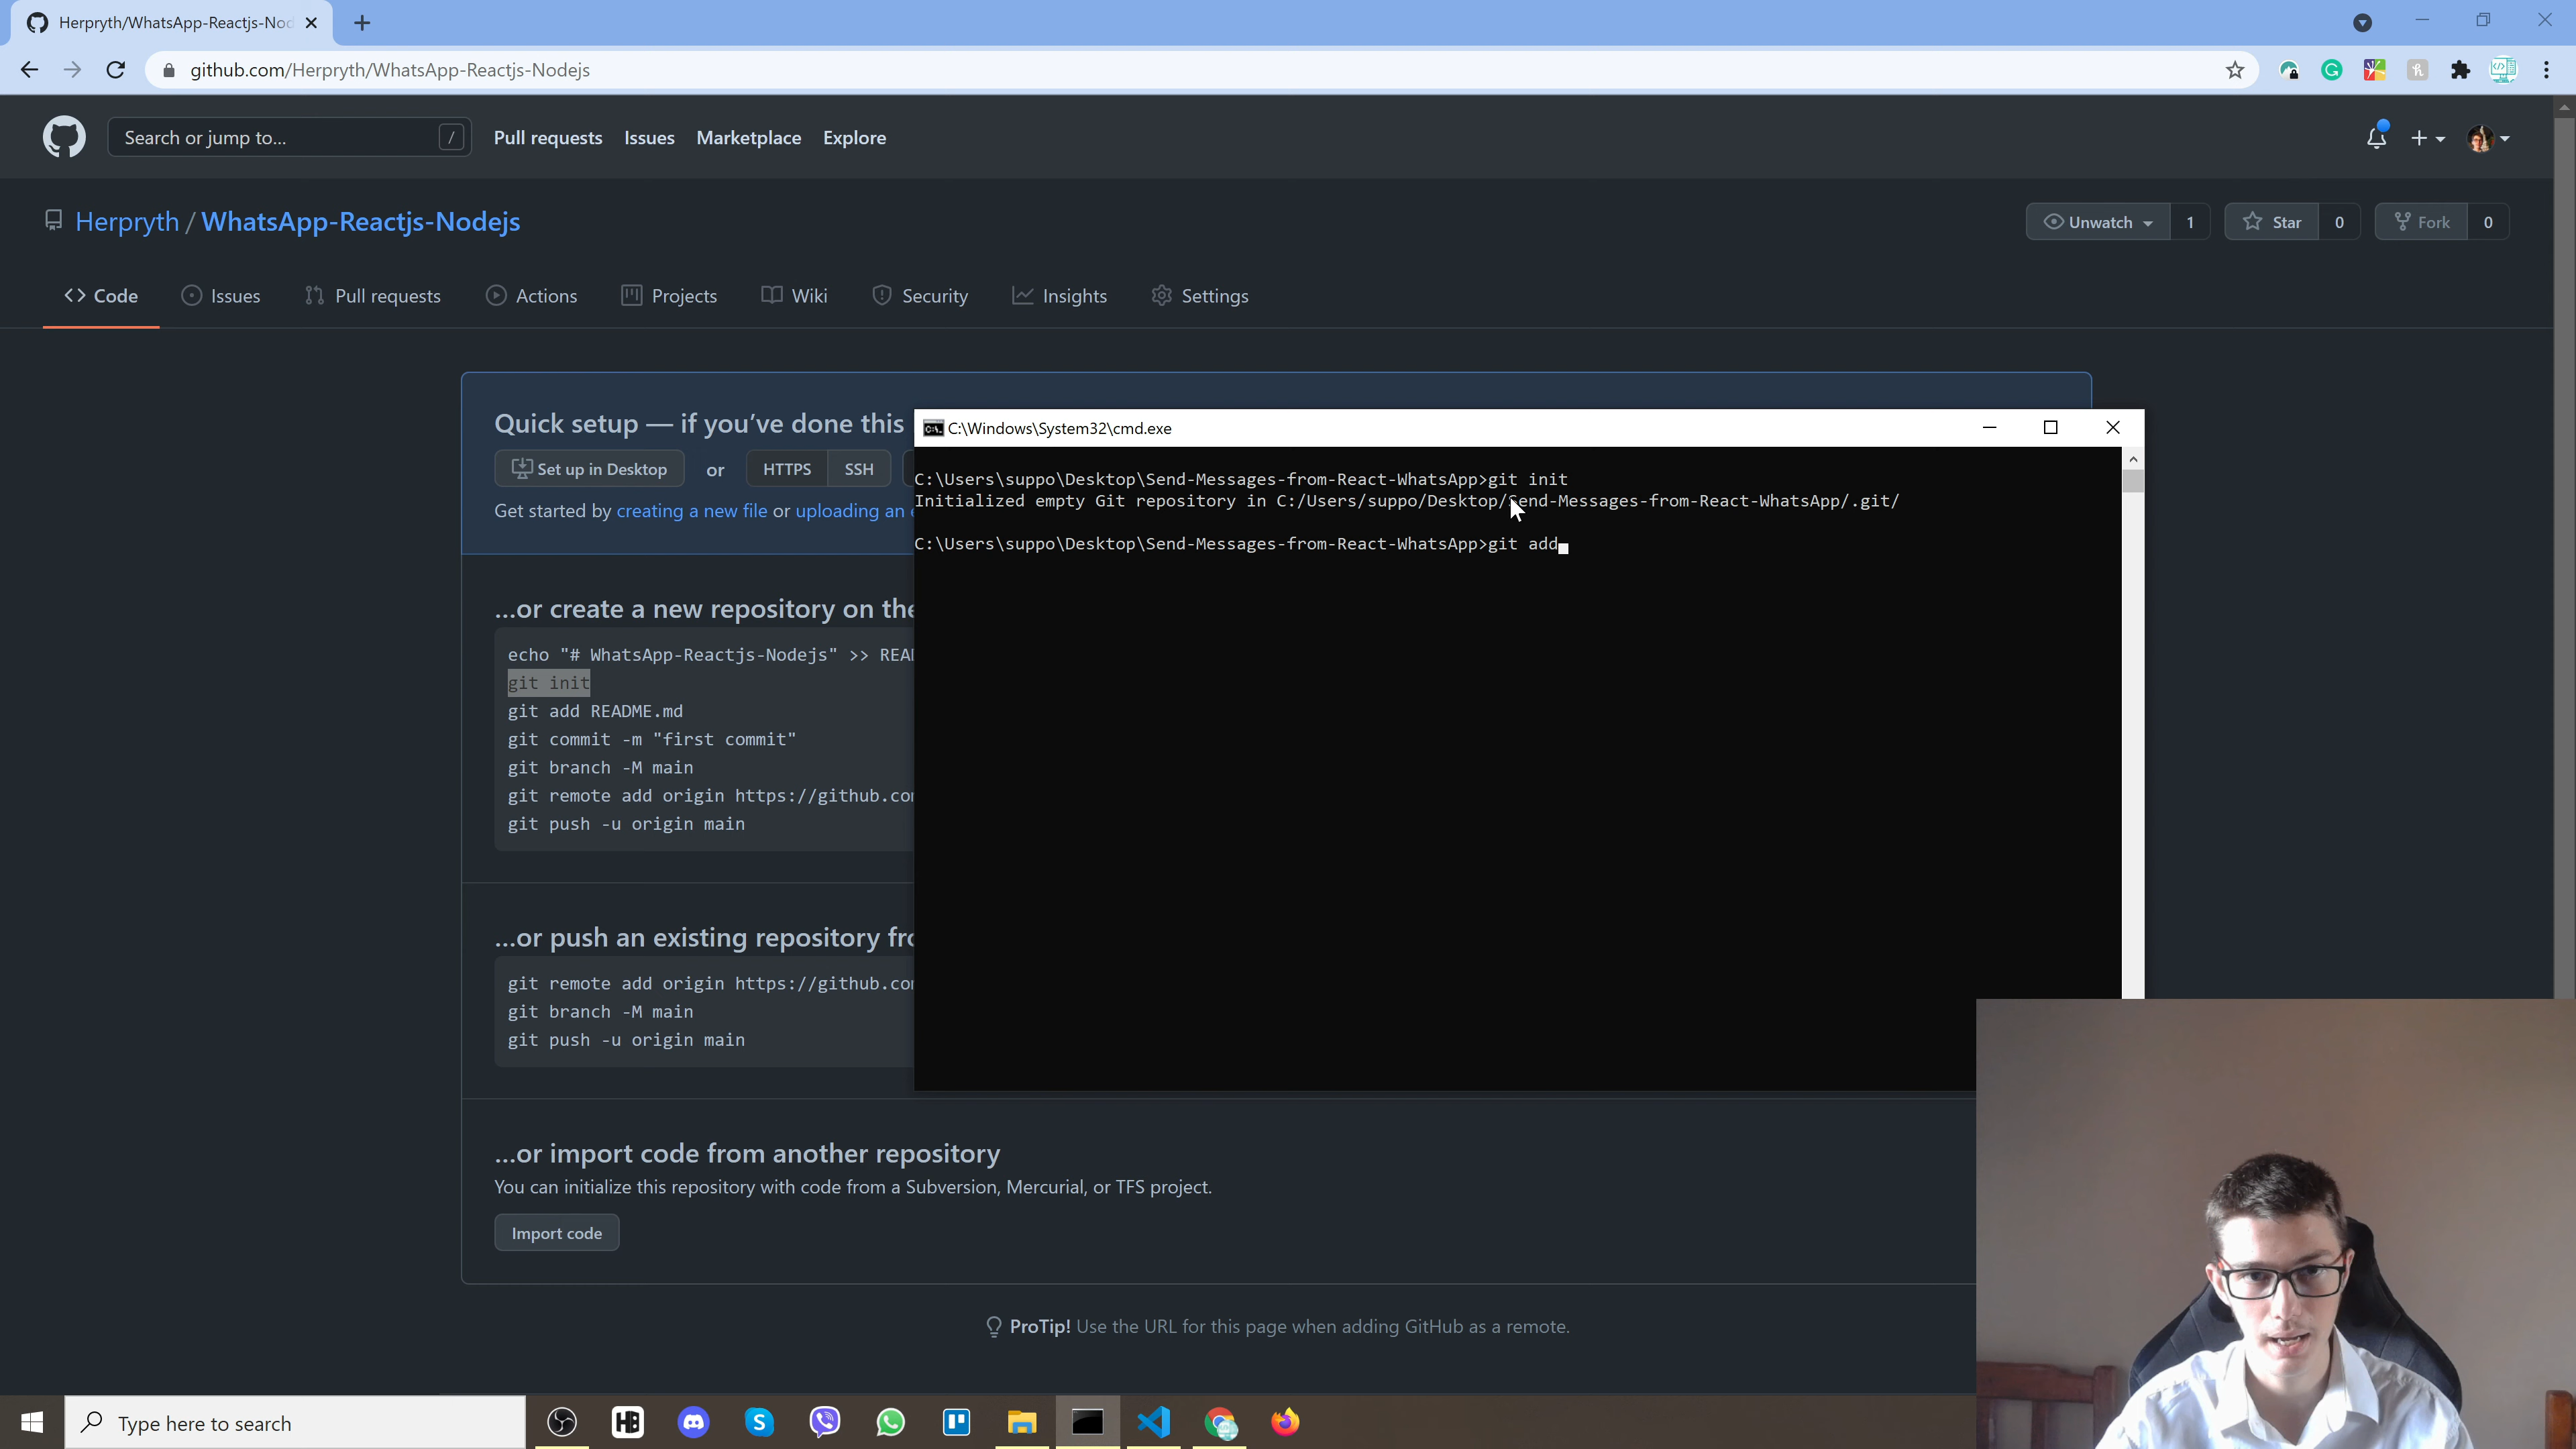 Herpryth/WhatsApp-Reactjs-Nod
github.com/Herpryth/WhatsApp-Reactjs-Nodejs
Search or jump to...
/
Pull requests
Issues
Marketplace
Explore
Herpryth / WhatsApp-Reactjs-Nodejs
Unwatch 1
Star 0
Fork 0
Code
Issues
Pull requests
Actions
Projects
Wiki
Security
Insights
Settings
Quick setup — if you've done this
Set up in Desktop
or
HTTPS
SSH
Get started by creating a new file or uploading an
C:\Windows\System32\cmd.exe
C:\Users\suppo\Desktop\Send-Messages-from-React-WhatsApp>git init
Initialized empty Git repository in C:/Users/suppo/Desktop/Send-Messages-from-React-WhatsApp/.git/
C:\Users\suppo\Desktop\Send-Messages-from-React-WhatsApp>git add
...or create a new repository on the
echo "# WhatsApp-Reactjs-Nodejs" >> READ
git init
git add README.md
git commit -m "first commit"
git branch -M main
git remote add origin https://github.co
git push -u origin main
...or push an existing repository fro
git remote add origin https://github.co
git branch -M main
git push -u origin main
...or import code from another repository
You can initialize this repository with code from a Subversion, Mercurial, or TFS project.
Import code
ProTip! Use the URL for this page when adding GitHub as a remote.
Type here to search